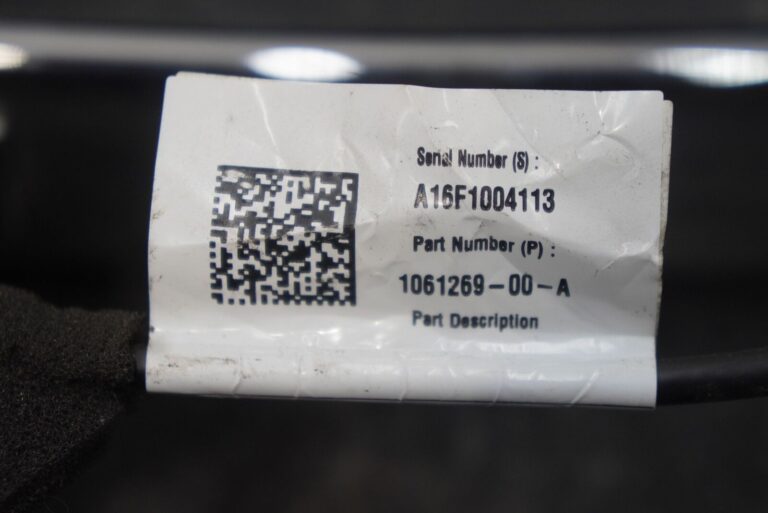 Serial Number (S) :
A16F1004113
Part Number (P) :
1061269-00-A
Part Description